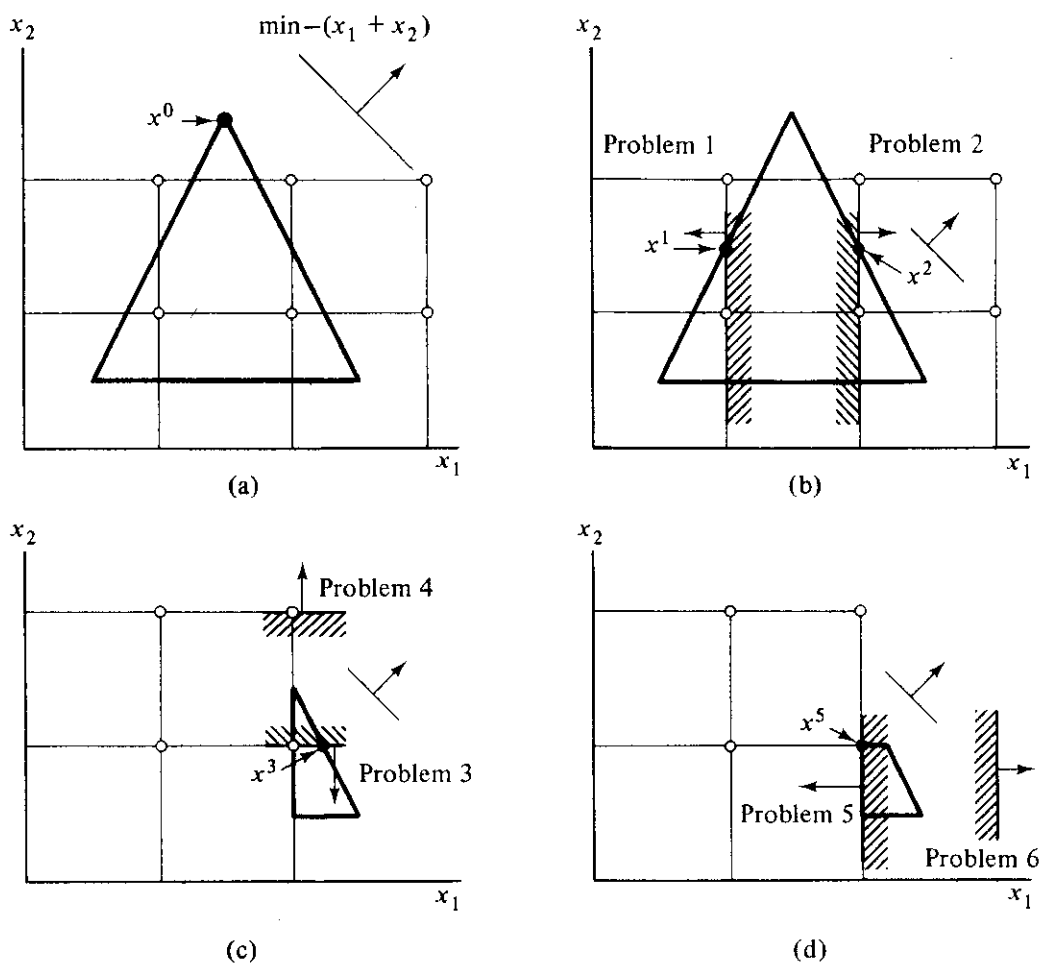 x₂
min–(x₁ + x₂)
x⁰
x₁
(a)
x₂
Problem 1
Problem 2
x¹
x²
x₁
(b)
x₂
Problem 4
x³
Problem 3
x₁
(c)
x₂
x⁵
Problem 5
Problem 6
x₁
(d)